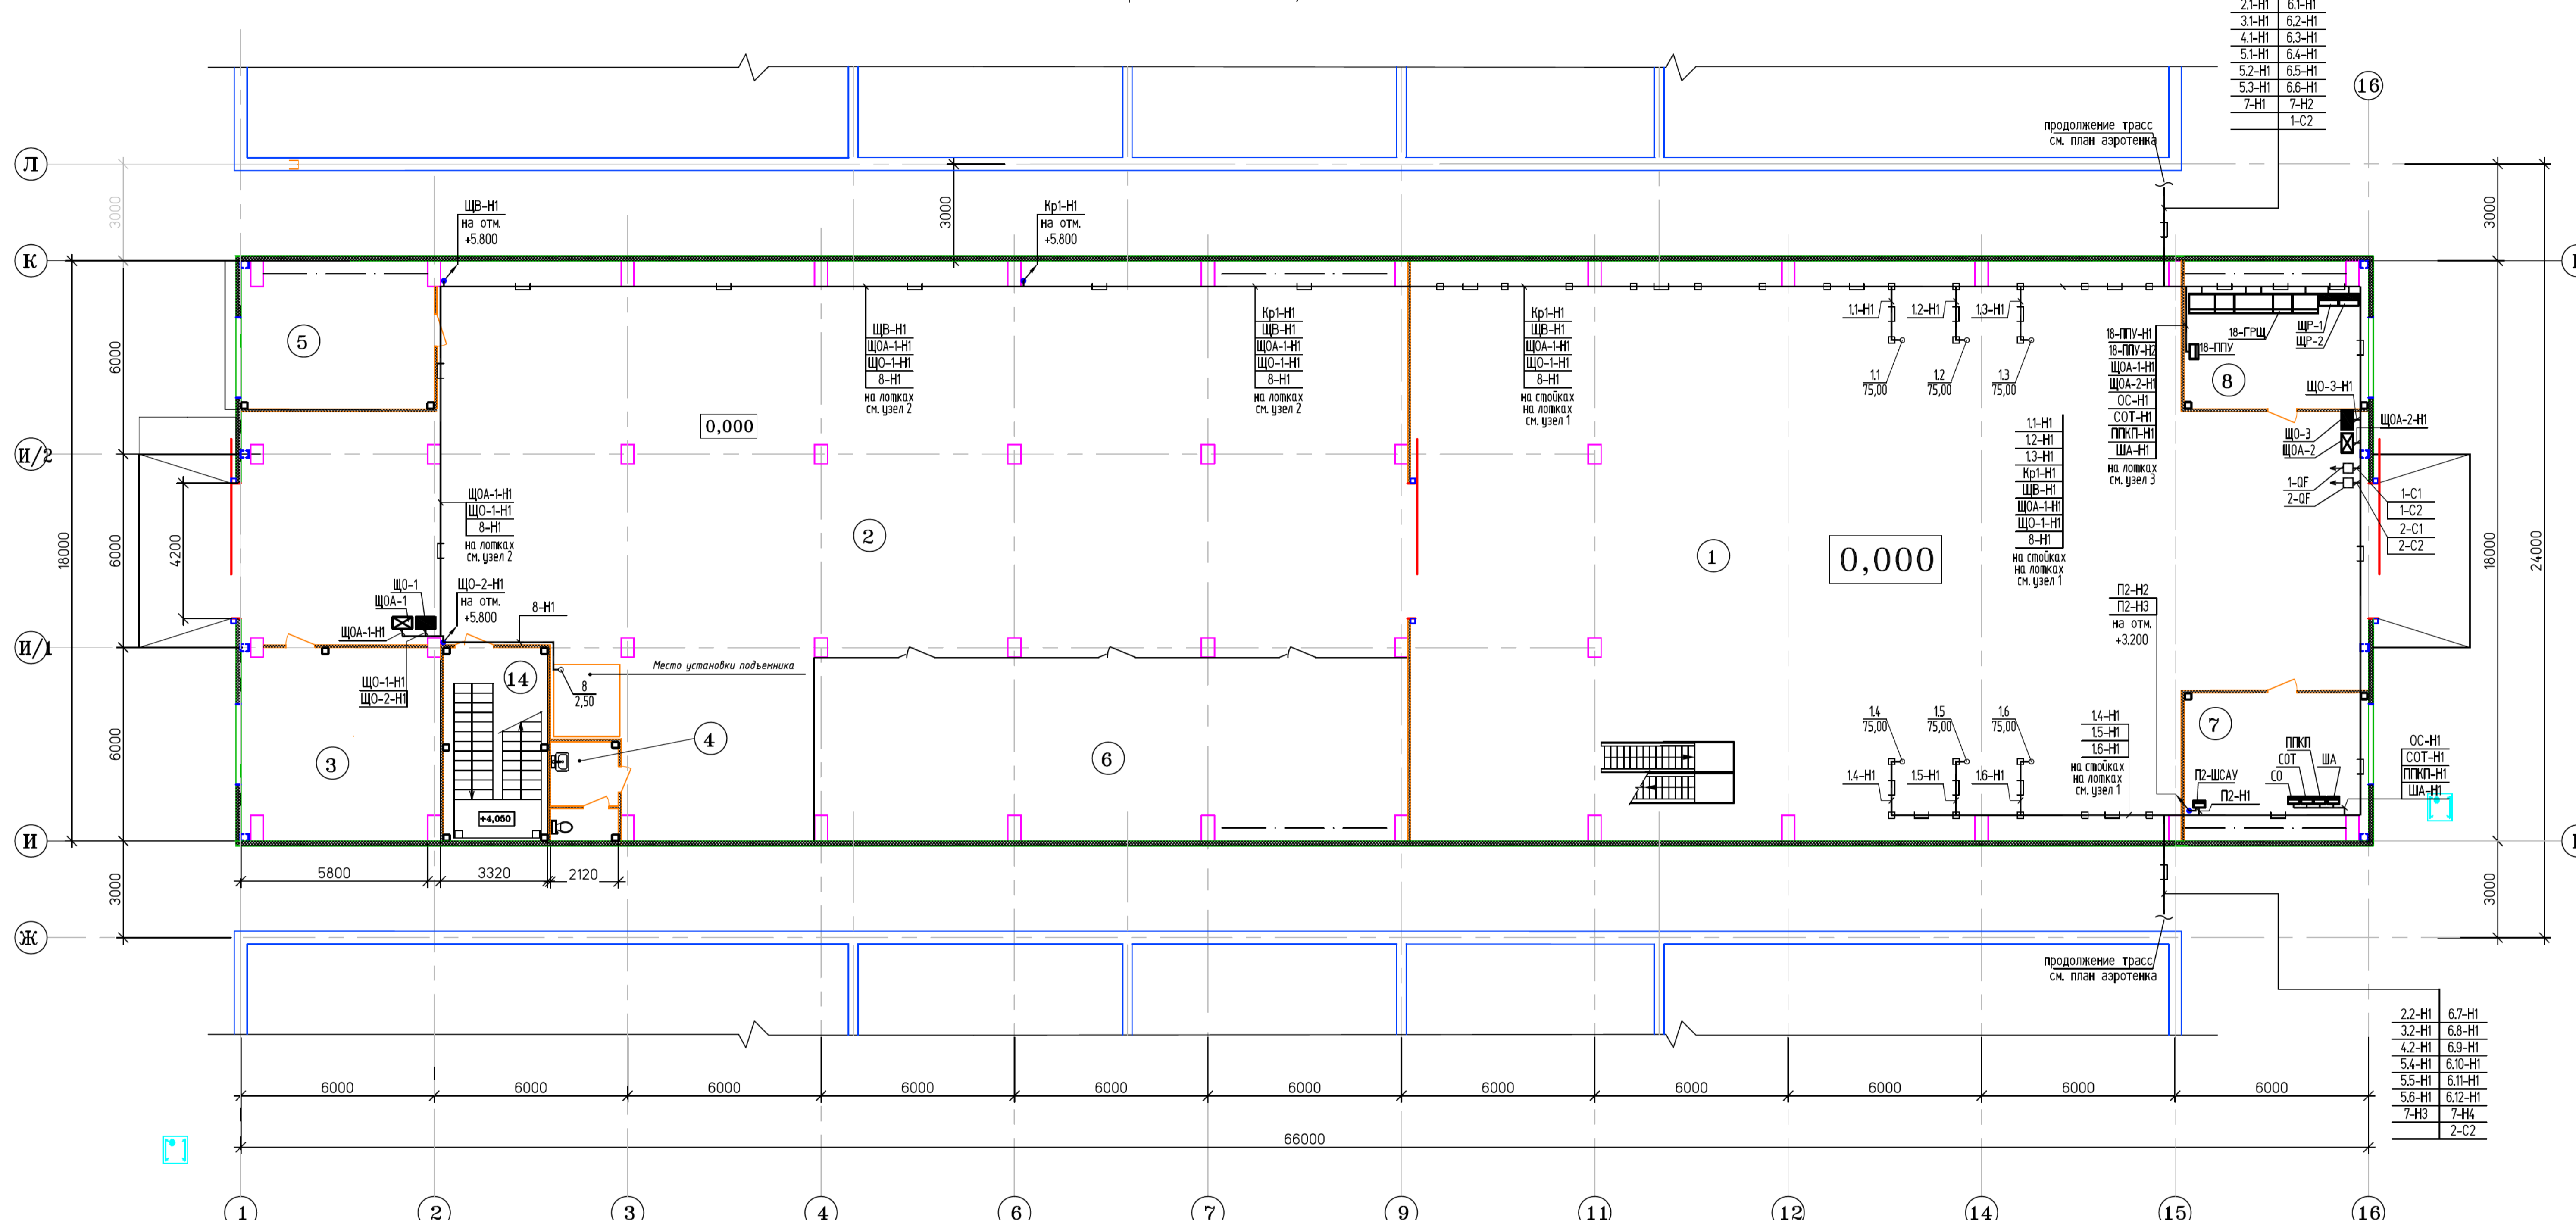 2.1-Н1 6.1-Н1
3.1-Н1 6.2-Н1
4.1-Н1 6.3-Н1
5.1-Н1 6.4-Н1
5.2-Н1 6.5-Н1
5.3-Н1 6.6-Н1
7-Н1 7-Н2
1-С2
16
продолжение трасс
см. план аэротенка
Л
3000
3000
3000
ЩВ-Н1
на отм.
+5.800
Кр1-Н1
на отм.
+5.800
К
5
6000
ЩВ-Н1
ЩОА-1-Н1
ЩО-1-Н1
8-Н1
на лотках
см. узел 2
Кр1-Н1
ЩВ-Н1
ЩОА-1-Н1
ЩО-1-Н1
8-Н1
на лотках
см. узел 2
Кр1-Н1
ЩВ-Н1
ЩОА-1-Н1
ЩО-1-Н1
8-Н1
на стойках
на лотках
см. узел 1
1.1-Н1
1.2-Н1
1.3-Н1
1.1
75,00
1.2
75,00
1.3
75,00
18-ППУ-Н1
18-ППУ-Н2
ЩОА-1-Н1
ЩОА-2-Н1
ОС-Н1
СОТ-Н1
ППКП-Н1
ША-Н1
на лотках
см. узел 3
18-ГРЩ
ЩР-1
ЩР-2
18-ППУ
8
ЩО-3-Н1
ЩОА-2-Н1
ЩО-3
ЩОА-2
1-QF
2-QF
1-С1
1-С2
2-С1
2-С2
0,000
И/2
18000
6000
4200
ЩОА-1-Н1
ЩО-1-Н1
8-Н1
на лотках
см. узел 2
2
1
0,000
1.1-Н1
1.2-Н1
1.3-Н1
Кр1-Н1
ЩВ-Н1
ЩОА-1-Н1
ЩО-1-Н1
8-Н1
на стойках
на лотках
см. узел 1
18000
24000
ЩО-1
ЩОА-1
ЩОА-1-Н1
ЩО-2-Н1
на отм.
+5.800
8-Н1
П2-Н2
П2-Н3
на отм.
+3.200
И/1
Место установки подъемника
14
8
2,50
ЩО-1-Н1
ЩО-2-Н1
6000
3
4
6
+4,050
1.4
75,00
1.5
75,00
1.6
75,00
1.4-Н1
1.5-Н1
1.6-Н1
1.4-Н1
1.5-Н1
1.6-Н1
на стойках
на лотках
см. узел 1
7
П2-ШСАУ
П2-Н1
ППКП
СОТ
СО
ША
ОС-Н1
СОТ-Н1
ППКП-Н1
ША-Н1
И
5800
3320
2120
3000
3000
Ж
продолжение трасс
см. план аэротенка
2.2-Н1 6.7-Н1
3.2-Н1 6.8-Н1
4.2-Н1 6.9-Н1
5.4-Н1 6.10-Н1
5.5-Н1 6.11-Н1
5.6-Н1 6.12-Н1
7-Н3 7-Н4
2-С2
6000 6000 6000 6000 6000 6000 6000 6000 6000 6000 6000
66000
1 2 3 4 6 7 9 11 12 14 15 16